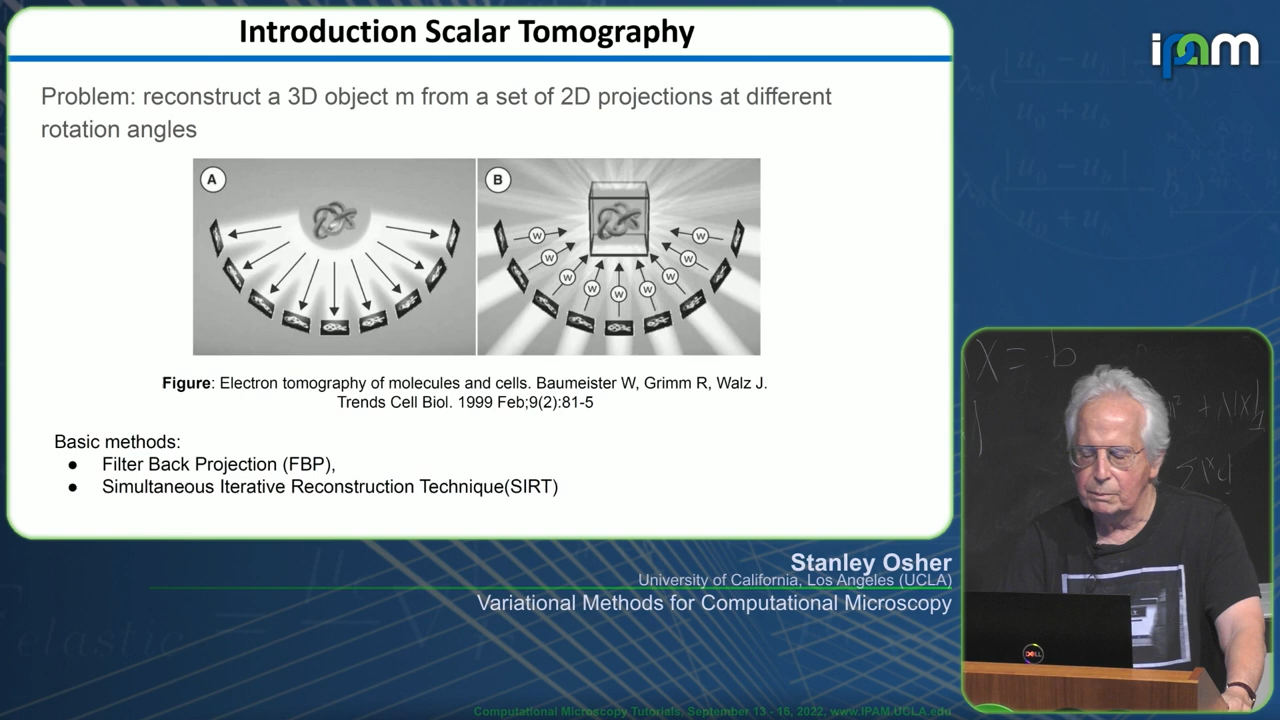 Introduction Scalar Tomography
ipam
Problem: reconstruct a 3D object m from a set of 2D projections at different
rotation angles
A
B
w w
w w
w w
w w
w
Figure: Electron tomography of molecules and cells. Baumeister W, Grimm R, Walz J.
Trends Cell Biol. 1999 Feb;9(2):81-5
Basic methods:
● Filter Back Projection (FBP),
● Simultaneous Iterative Reconstruction Technique(SIRT)
X = b
DELL
Stanley Osher
University of California, Los Angeles (UCLA)
Variational Methods for Computational Microscopy
elastic
Computational Microscopy Tutorials, September 13 - 16, 2022, www.IPAM.UCLA.edu